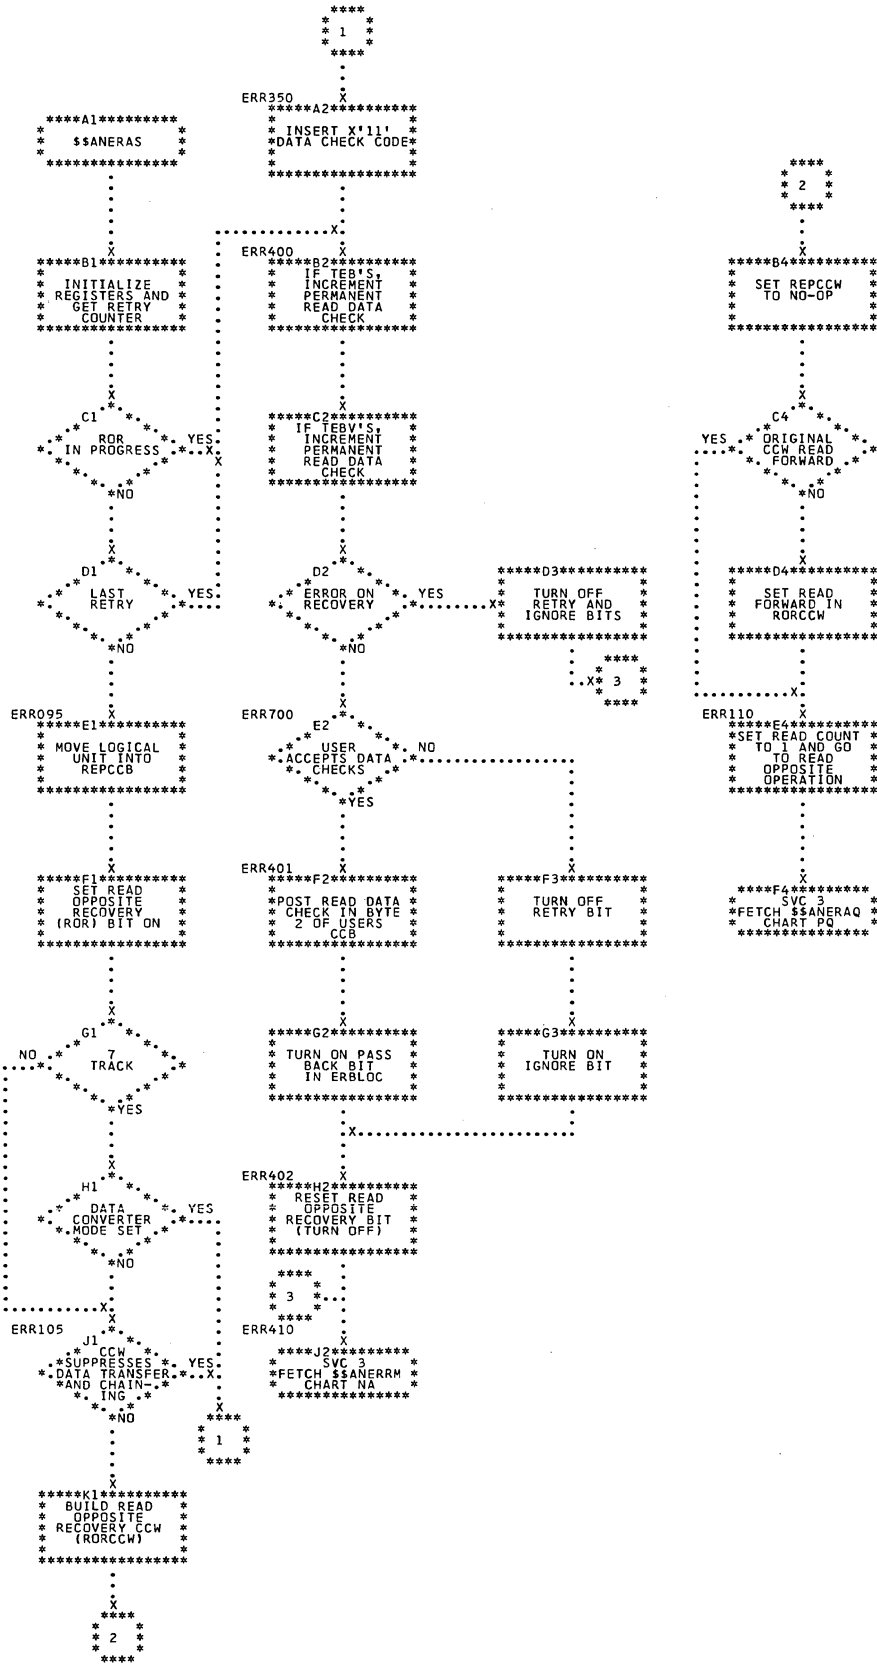 1
ERR350
A1
$$ANERAS
A2
INSERT X'11'
DATA CHECK CODE
2
B1
INITIALIZE
REGISTERS AND
GET RETRY
COUNTER
ERR400
B2
IF TEB'S,
INCREMENT
PERMANENT
READ DATA
CHECK
B4
SET REPCCW
TO NO-OP
C1
ROR
IN PROGRESS
YES
NO
C2
IF TEBV'S,
INCREMENT
PERMANENT
READ DATA
CHECK
C4
YES
ORIGINAL
CCW READ
FORWARD
NO
D1
LAST
RETRY
YES
NO
D2
ERROR ON
RECOVERY
YES
NO
D3
TURN OFF
RETRY AND
IGNORE BITS
3
D4
SET READ
FORWARD IN
RORCCW
ERR095
E1
MOVE LOGICAL
UNIT INTO
REPCCB
ERR700
E2
USER
ACCEPTS DATA
CHECKS
NO
YES
ERR110
E4
SET READ COUNT
TO 1 AND GO
TO READ
OPPOSITE
OPERATION
F1
SET READ
OPPOSITE
RECOVERY
(ROR) BIT ON
ERR401
F2
POST READ DATA
CHECK IN BYTE
2 OF USERS
CCB
F3
TURN OFF
RETRY BIT
F4
SVC 3
FETCH $$ANERAQ
CHART PQ
G1
NO
7
TRACK
YES
G2
TURN ON PASS
BACK BIT
IN ERBLOC
G3
TURN ON
IGNORE BIT
H1
DATA
CONVERTER
MODE SET
YES
NO
ERR402
H2
RESET READ
OPPOSITE
RECOVERY BIT
(TURN OFF)
3
ERR105
J1
CCW
SUPPRESSES
DATA TRANSFER
AND CHAIN-
ING
YES
NO
ERR410
J2
SVC 3
FETCH $$ANERRM
CHART NA
1
K1
BUILD READ
OPPOSITE
RECOVERY CCW
(RORCCW)
2